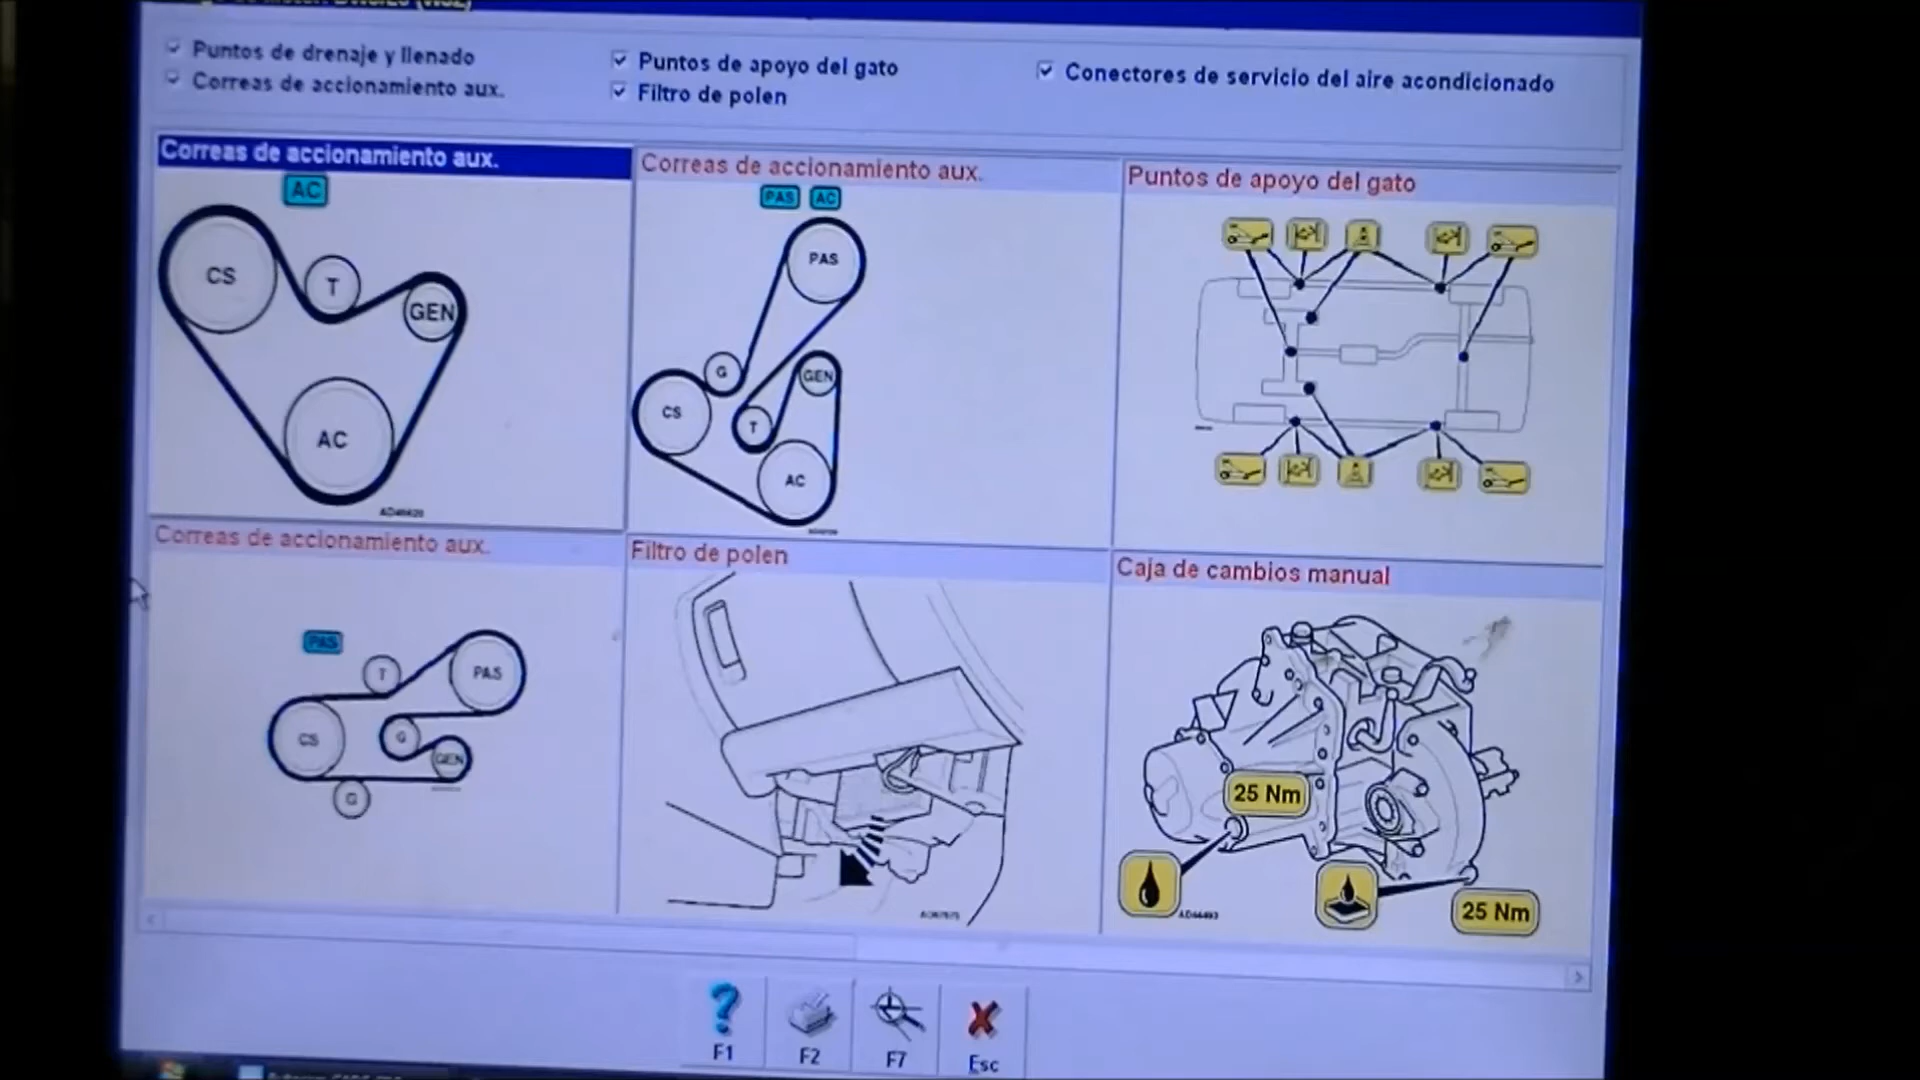 Puntos de drenaje y llenado
Correas de accionamiento aux.
Puntos de apoyo del gato
Filtro de polen
Conectores de servicio del aire acondicionado
Correas de accionamiento aux.
AC
CS
T
GEN
AC
Correas de accionamiento aux.
PAS AC
PAS
G
GEN
CS
T
AC
Puntos de apoyo del gato
Correas de accionamiento aux.
PAS
T
PAS
CS
G
GEN
G
Filtro de polen
Caja de cambios manual
25 Nm
25 Nm
F1
F2
F7
Esc